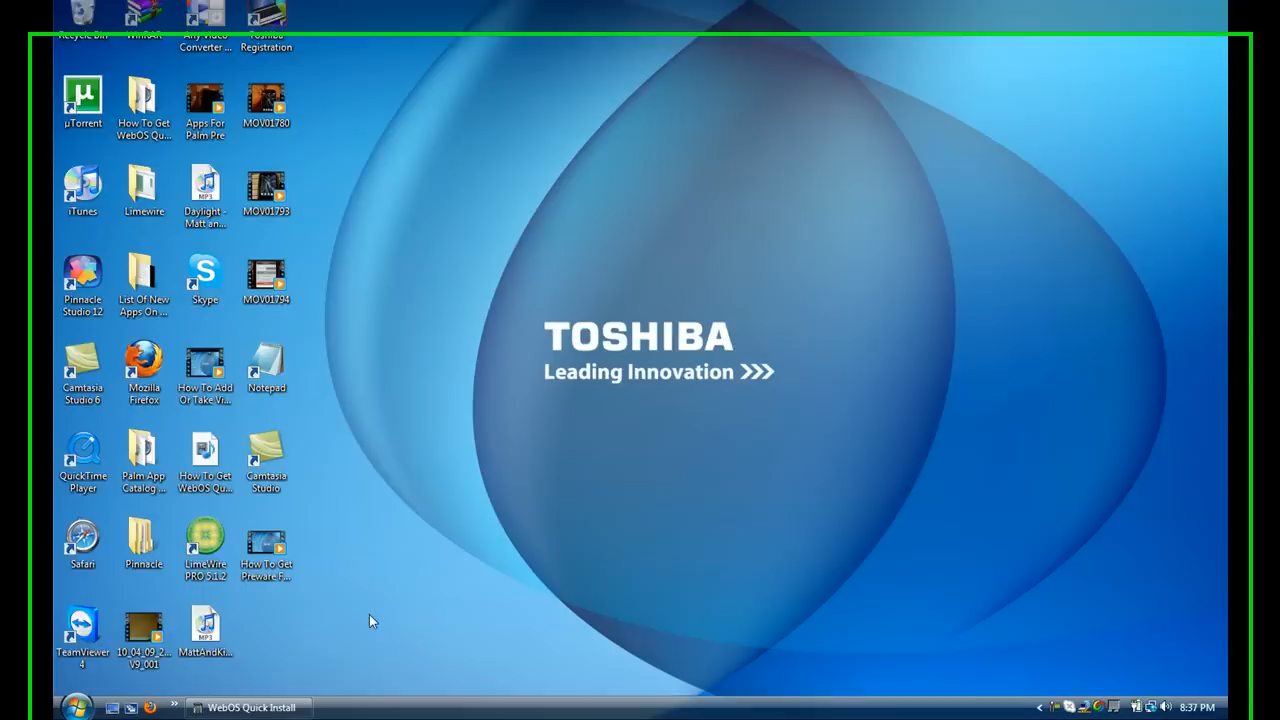 Recycle Bin
WinRAR
Any Video
Converter ...
Toshiba
Registration
µTorrent
How To Get
WebOS Qu...
Apps For
Palm Pre
MOV01780
iTunes
Limewire
MP3
Daylight -
Matt an...
MOV01793
Pinnacle
Studio 12
List Of New
Apps On ...
Skype
MOV01794
TOSHIBA
Leading Innovation >>>
Camtasia
Studio 6
Mozilla
Firefox
How To Add
Or Take Vi...
Notepad
QuickTime
Player
Palm App
Catalog ...
How To Get
WebOS Qu...
Camtasia
Studio
Safari
Pinnacle
LimeWire
PRO 5.1.2
How To Get
Preware F...
TeamViewer
4
10_04_09_2...
V9_001
MP3
MattAndKi...
WebOS Quick Install
8:37 PM